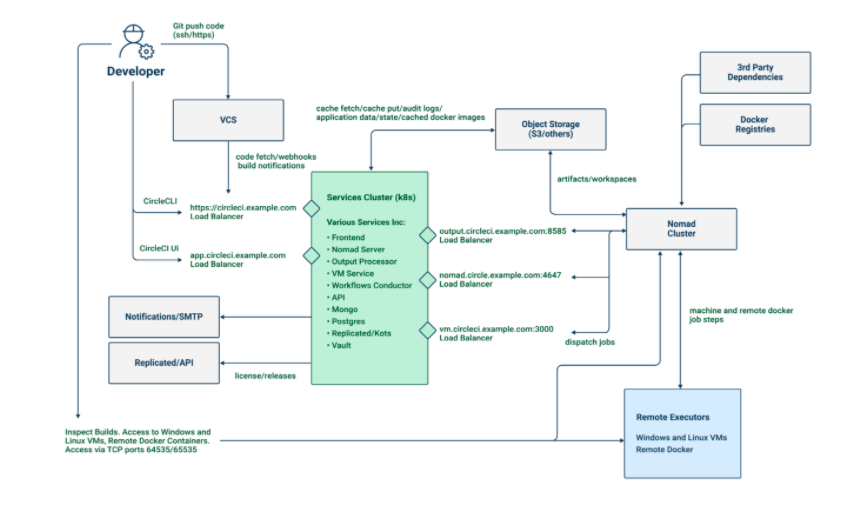 Git push code
(ssh/https)
Developer
VCS
code fetch/webhooks
build notifications
CircleCLI
https://circleci.example.com
Load Balancer
CircleCI UI
app.circleci.example.com
Load Balancer
Notifications/SMTP
Replicated/API
license/releases
Inspect Builds. Access to Windows and
Linux VMs, Remote Docker Containers.
Access via TCP ports 64535/65535
cache fetch/cache put/audit logs/
application data/state/cached docker images
Services Cluster (k8s)
Various Services Inc:
• Frontend
• Nomad Server
• Output Processor
• VM Service
• Workflows Conductor
• API
• Mongo
• Postgres
• Replicated/Kots
• Vault
Object Storage
(S3/others)
artifacts/workspaces
output.circleci.example.com:8585
Load Balancer
nomad.circle.example.com:4647
Load Balancer
vm.circleci.example.com:3000
Load Balancer
dispatch jobs
3rd Party
Dependencies
Docker
Registries
Nomad
Cluster
machine and remote docker
job steps
Remote Executors
Windows and Linux VMs
Remote Docker